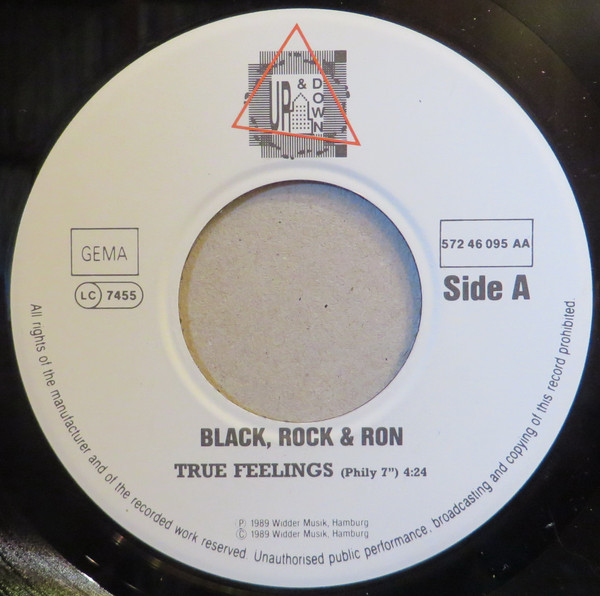 UP & DOWN
GEMA
LC 7455
572 46 095 AA
Side A
BLACK, ROCK & RON
TRUE FEELINGS (Phily 7") 4:24
Ⓟ 1989 Widder Musik, Hamburg
Ⓒ 1989 Widder Musik, Hamburg
All rights of the manufacturer and of the recorded work reserved. Unauthorised public performance, broadcasting and copying of this record prohibited